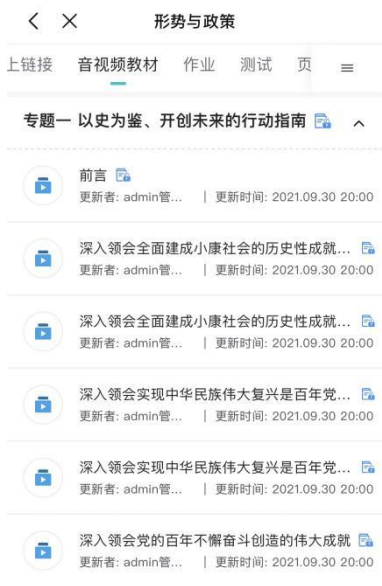 形势与政策
上链接 音视频教材 作业 测试 页
专题一 以史为鉴、开创未来的行动指南
前言
更新者: admin管... | 更新时间: 2021.09.30 20:00
深入领会全面建成小康社会的历史性成就...
更新者: admin管... | 更新时间: 2021.09.30 20:00
深入领会全面建成小康社会的历史性成就...
更新者: admin管... | 更新时间: 2021.09.30 20:00
深入领会实现中华民族伟大复兴是百年党...
更新者: admin管... | 更新时间: 2021.09.30 20:00
深入领会实现中华民族伟大复兴是百年党...
更新者: admin管... | 更新时间: 2021.09.30 20:00
深入领会党的百年不懈奋斗创造的伟大成就
更新者: admin管... | 更新时间: 2021.09.30 20:00